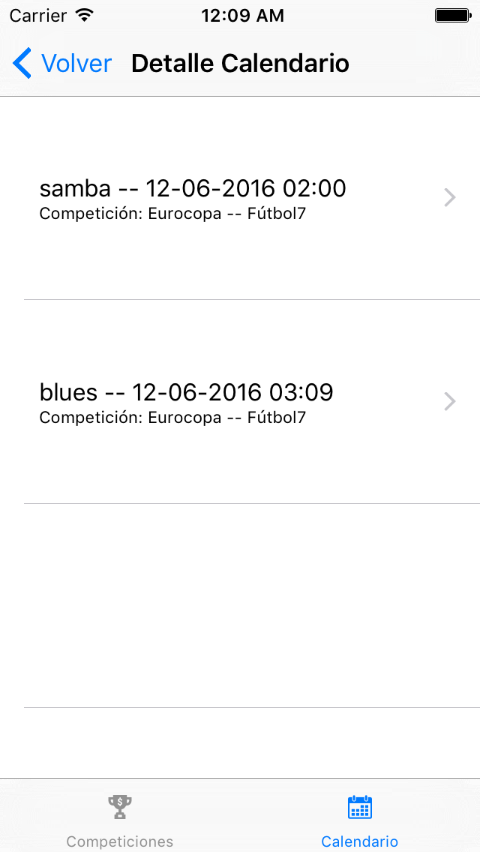 Carrier 12:09 AM
Volver Detalle Calendario
samba -- 12-06-2016 02:00
Competición: Eurocopa -- Fútbol7
blues -- 12-06-2016 03:09
Competición: Eurocopa -- Fútbol7
Competiciones Calendario